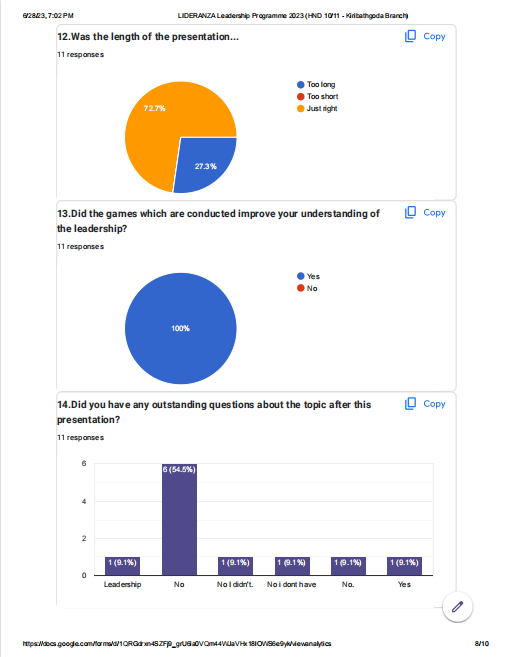 6/28/23, 7:02 PM LIDERANZA Leadership Programme 2023 (HND 10/11 - Kiribathgoda Branch)
12.Was the length of the presentation... Copy
11 responses
Too long
Too short
Just right
72.7%
27.3%
13.Did the games which are conducted improve your understanding of Copy
the leadership?
11 responses
Yes
No
100%
14.Did you have any outstanding questions about the topic after this Copy
presentation?
11 responses
6
4
2
0
6 (54.5%)
1 (9.1%) 1 (9.1%) 1 (9.1%) 1 (9.1%) 1 (9.1%)
Leadership No No I didn't. No i dont have No. Yes
8/10